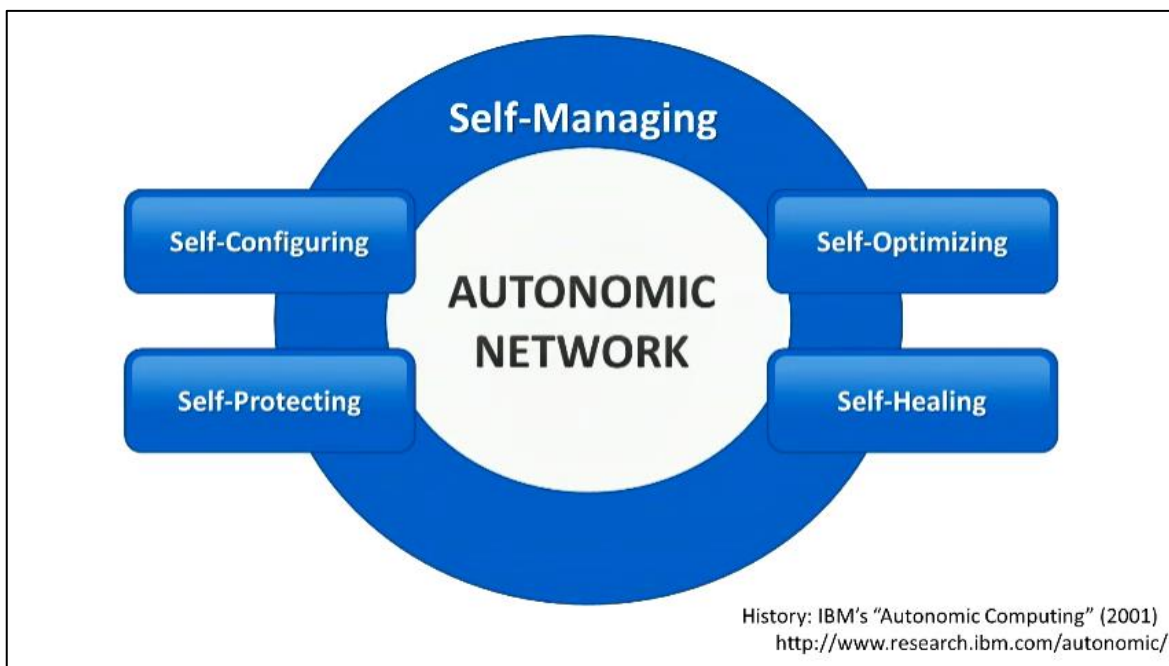 Self-Managing
Self-Configuring
Self-Optimizing
AUTONOMIC
NETWORK
Self-Protecting
Self-Healing
History: IBM’s “Autonomic Computing” (2001)
http://www.research.ibm.com/autonomic/